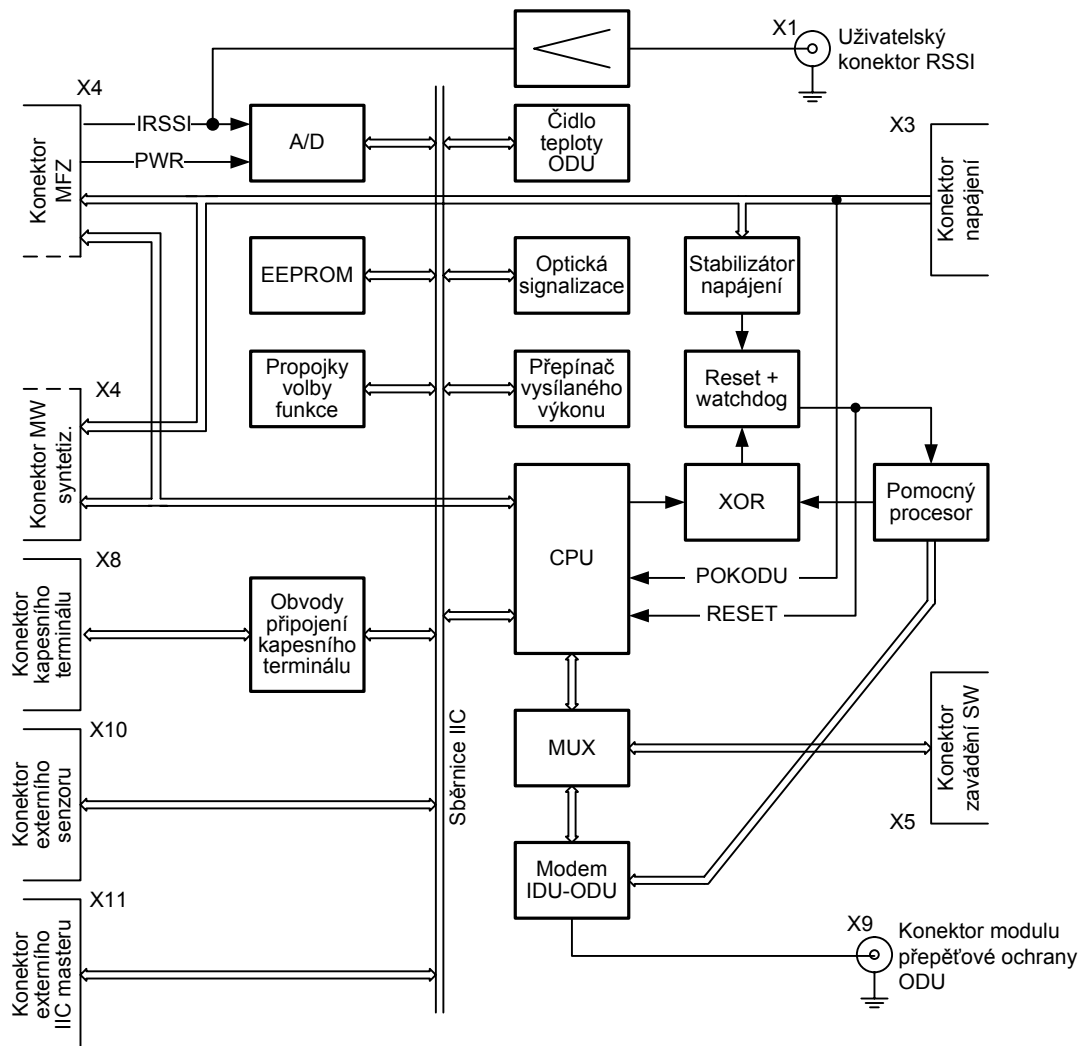 X1
Uživatelský
konektor RSSI
X4
Konektor
MFZ
IRSSI
PWR
A/D
Čidlo
teploty
ODU
X3
Konektor
napájení
EEPROM
Optická
signalizace
Stabilizátor
napájení
Propojky
volby
funkce
Přepínač
vysílaného
výkonu
Reset +
watchdog
X4
Konektor MW
syntetiz.
CPU
XOR
Pomocný
procesor
POKODU
RESET
X8
Konektor
kapesního
terminálu
Obvody
připojení
kapesního
terminálu
Sběrnice IIC
MUX
Konektor
zavádění SW
X5
X10
Konektor
externího
senzoru
Modem
IDU-ODU
X11
Konektor
externího
IIC masteru
X9
Konektor modulu
přepěťové ochrany
ODU